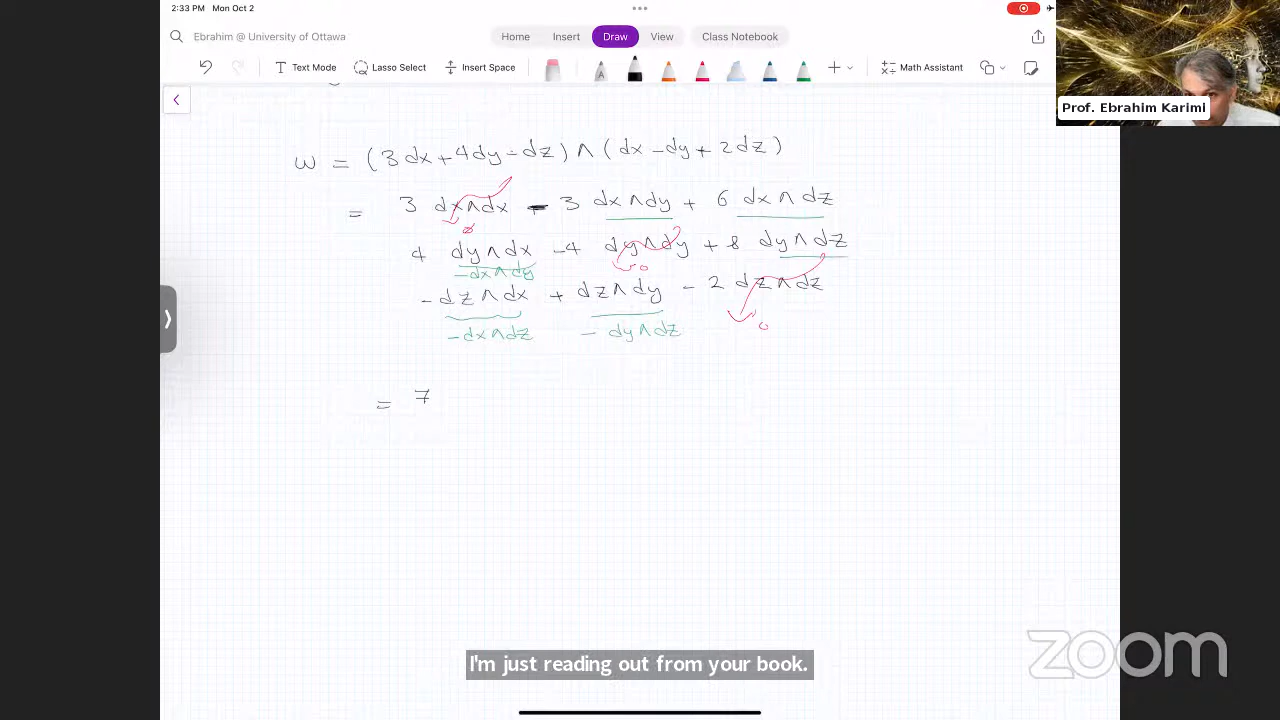 2:33 PM Mon Oct 2
Ebrahim @ University of Ottawa
Home Insert Draw View Class Notebook
Text Mode Lasso Select Insert Space Math Assistant
Prof. Ebrahim Karimi
ω = (3dx+4dy-dz)∧(dx-dy+2dz)
= 3 dx∧dx - 3 dx∧dy + 6 dx∧dz
0
4 dy∧dx -4 dy∧dy +8 dy∧dz
-dx∧dy 0
-dz∧dx + dz∧dy - 2 dz∧dz
-dx∧dz - dy∧dz 0
= 7
I'm just reading out from your book.
zoom